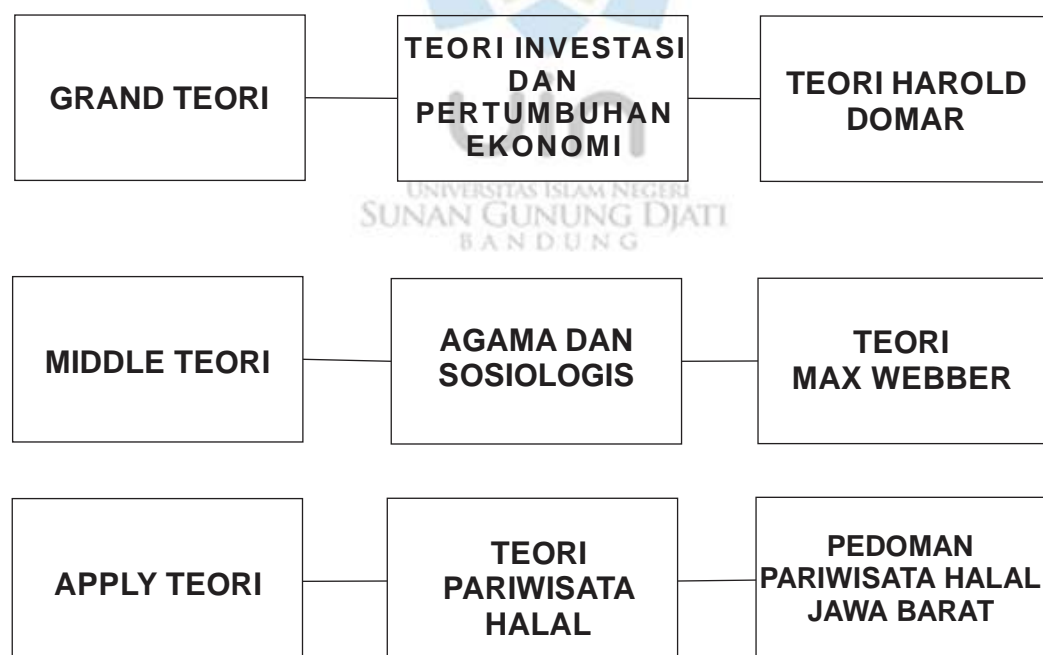 GRAND TEORI
TEORI INVESTASI
DAN
PERTUMBUHAN
EKONOMI
TEORI HAROLD
DOMAR
uin
UNIVERSITAS ISLAM NEGERI
SUNAN GUNUNG DJATI
BANDUNG
MIDDLE TEORI
AGAMA DAN
SOSIOLOGIS
TEORI
MAX WEBBER
APPLY TEORI
TEORI
PARIWISATA
HALAL
PEDOMAN
PARIWISATA HALAL
JAWA BARAT